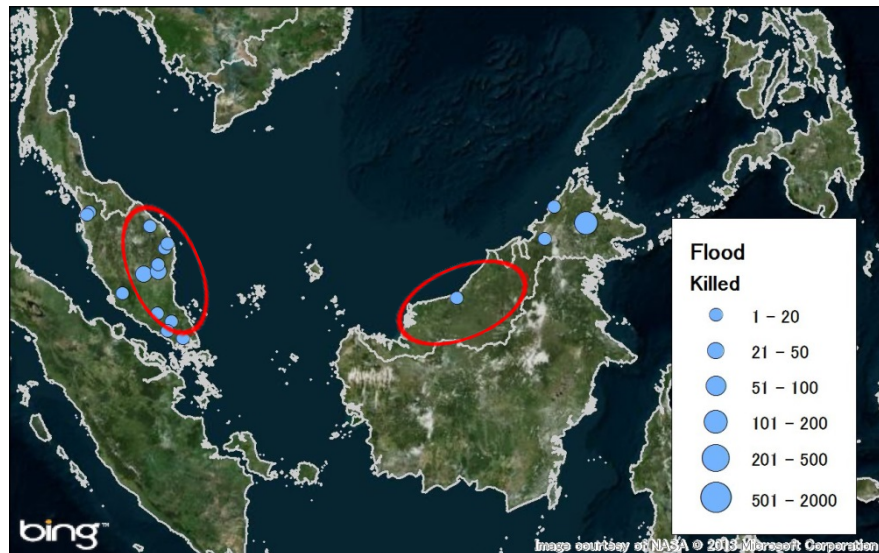 Flood
Killed
1 – 20
21 – 50
51 – 100
101 – 200
201 – 500
501 – 2000
bing™
Image courtesy of NASA © 2013 Microsoft Corporation